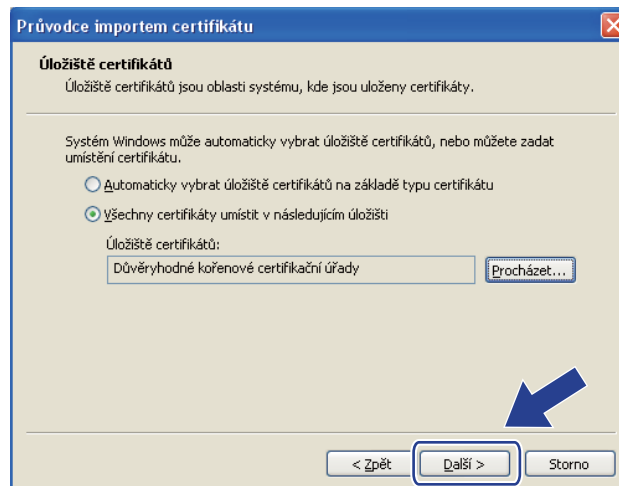 Průvodce importem certifikátu
Úložiště certifikátů
Úložiště certifikátů jsou oblasti systému, kde jsou uloženy certifikáty.
Systém Windows může automaticky vybrat úložiště certifikátů, nebo můžete zadat
umístění certifikátu.
Automaticky vybrat úložiště certifikátů na základě typu certifikátu
Všechny certifikáty umístit v následujícím úložišti
Úložiště certifikátů:
Důvěryhodné kořenové certifikační úřady
Procházet...
< Zpět
Další >
Storno